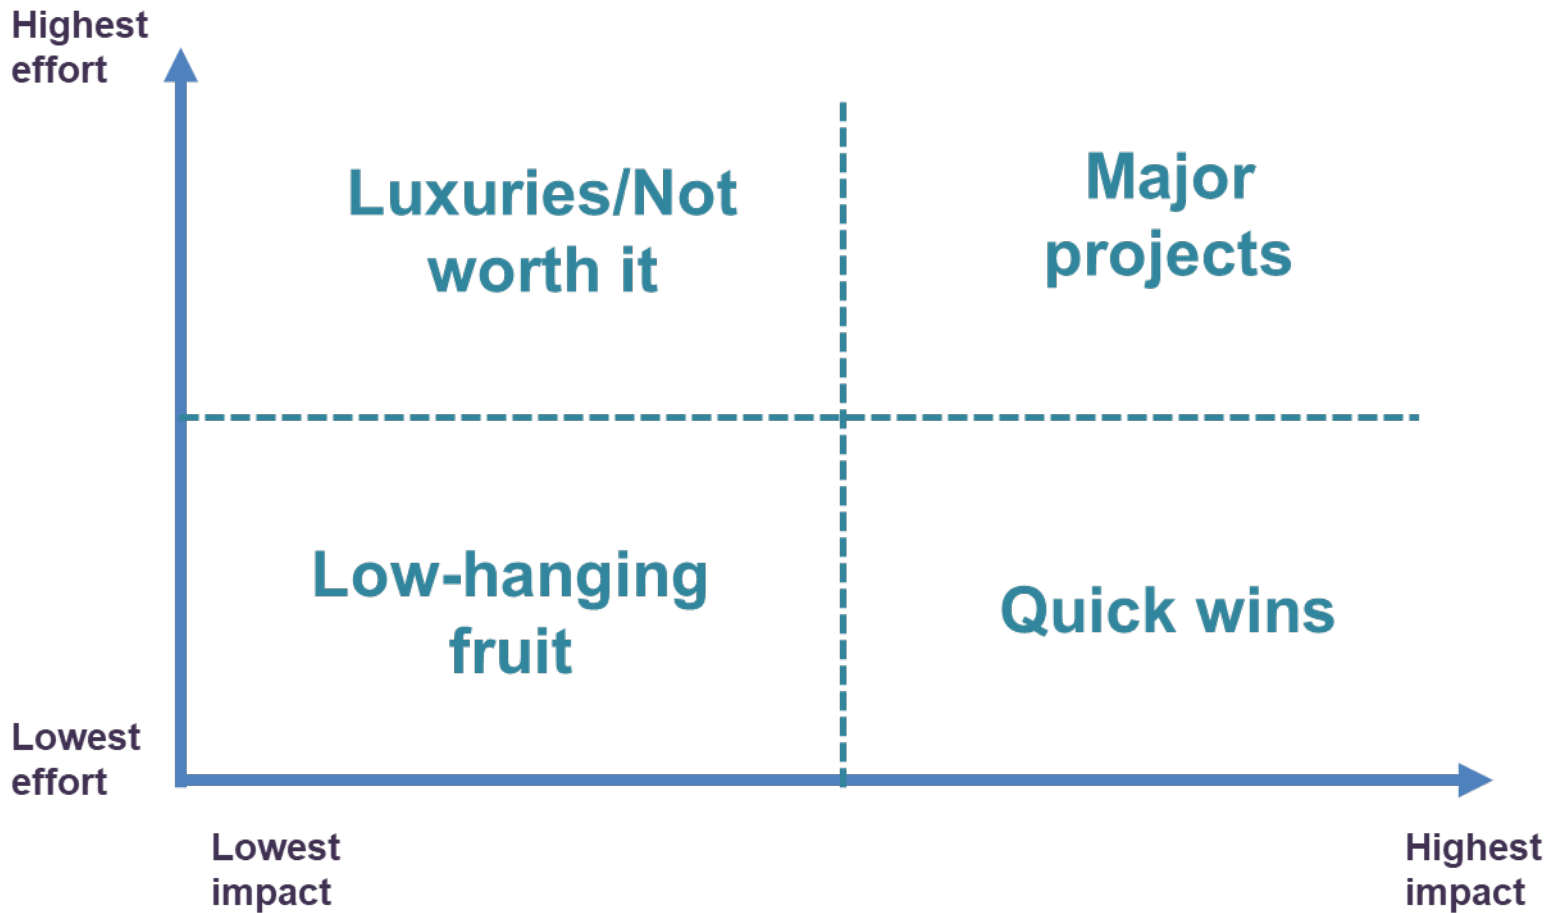 Highest
effort
Luxuries/Not
worth it
Major
projects
Low-hanging
fruit
Quick wins
Lowest
effort
Lowest
impact
Highest
impact